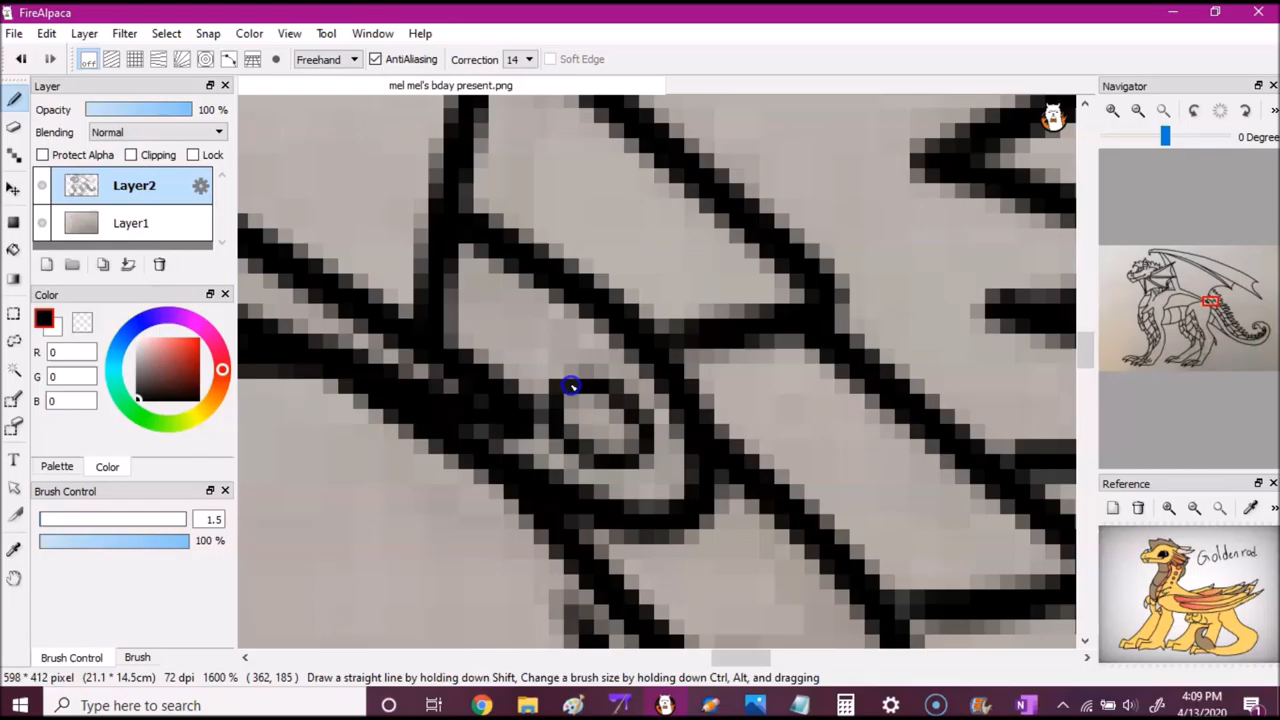 FireAlpaca
File Edit Layer Filter Select Snap Color View Tool Window Help
off Freehand AntiAliasing Correction 14 Soft Edge
Layer
mel mel's bday present.png
Navigator
Opacity 100 %
Blending Normal
0 Degree
Protect Alpha Clipping Lock
Layer2
Layer1
Color
R 0
G 0
B 0
Palette Color
Brush Control
1.5
100 %
Reference
Goldenrod
Brush Control Brush
598 * 412 pixel (21.1 * 14.5cm) 72 dpi 1600 % ( 362, 185 ) Draw a straight line by holding down Shift, Change a brush size by holding down Ctrl, Alt, and dragging
Type here to search
4:09 PM
4/13/2020
1